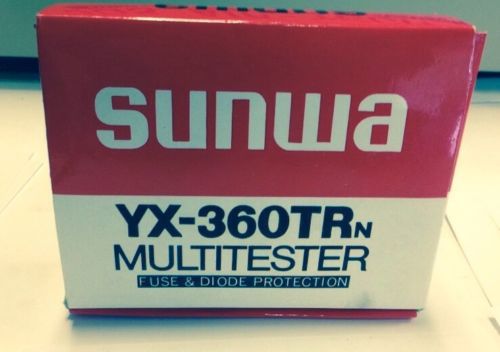 sunwa
YX-360TRN
MULTITESTER
FUSE & DIODE PROTECTION